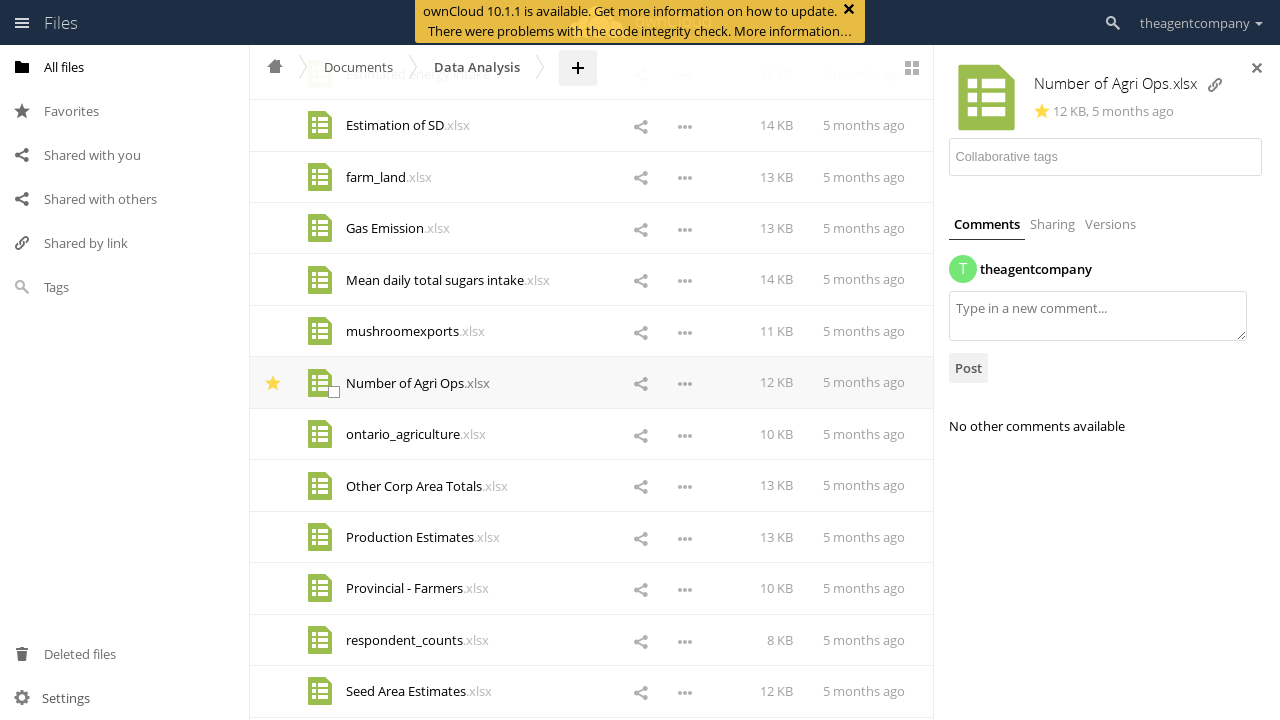 Files
ownCloud 10.1.1 is available. Get more information on how to update.
There were problems with the code integrity check. More information…
theagentcompany
All files
Favorites
Shared with you
Shared with others
Shared by link
Tags
Deleted files
Settings
Documents
Data Analysis
Estimation of SD.xlsx 14 KB 5 months ago
farm_land.xlsx 13 KB 5 months ago
Gas Emission.xlsx 13 KB 5 months ago
Mean daily total sugars intake.xlsx 14 KB 5 months ago
mushroomexports.xlsx 11 KB 5 months ago
Number of Agri Ops.xlsx 12 KB 5 months ago
ontario_agriculture.xlsx 10 KB 5 months ago
Other Corp Area Totals.xlsx 13 KB 5 months ago
Production Estimates.xlsx 13 KB 5 months ago
Provincial - Farmers.xlsx 10 KB 5 months ago
respondent_counts.xlsx 8 KB 5 months ago
Seed Area Estimates.xlsx 12 KB 5 months ago
Number of Agri Ops.xlsx
12 KB, 5 months ago
Collaborative tags
Comments Sharing Versions
T theagentcompany
Type in a new comment...
Post
No other comments available